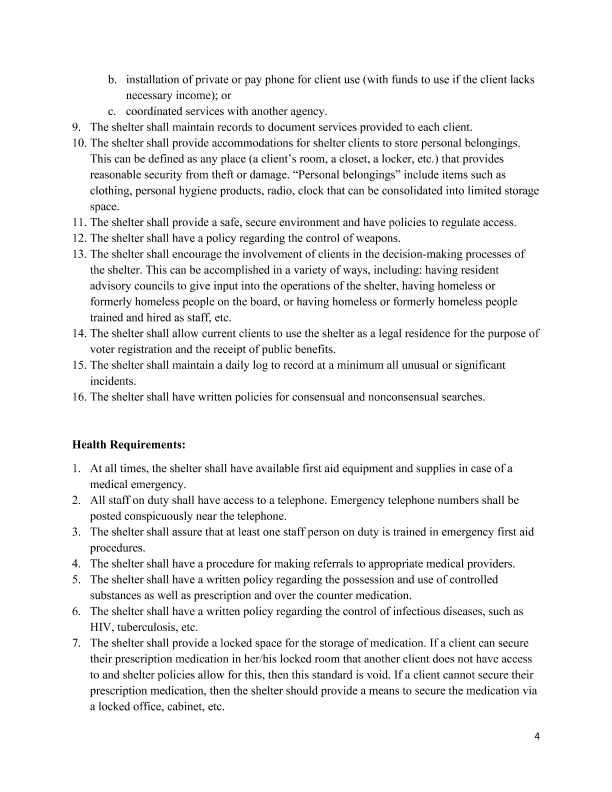 b. installation of private or pay phone for client use (with funds to use if the client lacks
necessary income); or
c. coordinated services with another agency.
9. The shelter shall maintain records to document services provided to each client.
10. The shelter shall provide accommodations for shelter clients to store personal belongings.
This can be defined as any place (a client’s room, a closet, a locker, etc.) that provides
reasonable security from theft or damage. “Personal belongings” include items such as
clothing, personal hygiene products, radio, clock that can be consolidated into limited storage
space.
11. The shelter shall provide a safe, secure environment and have policies to regulate access.
12. The shelter shall have a policy regarding the control of weapons.
13. The shelter shall encourage the involvement of clients in the decision-making processes of
the shelter. This can be accomplished in a variety of ways, including: having resident
advisory councils to give input into the operations of the shelter, having homeless or
formerly homeless people on the board, or having homeless or formerly homeless people
trained and hired as staff, etc.
14. The shelter shall allow current clients to use the shelter as a legal residence for the purpose of
voter registration and the receipt of public benefits.
15. The shelter shall maintain a daily log to record at a minimum all unusual or significant
incidents.
16. The shelter shall have written policies for consensual and nonconsensual searches.
Health Requirements:
1. At all times, the shelter shall have available first aid equipment and supplies in case of a
medical emergency.
2. All staff on duty shall have access to a telephone. Emergency telephone numbers shall be
posted conspicuously near the telephone.
3. The shelter shall assure that at least one staff person on duty is trained in emergency first aid
procedures.
4. The shelter shall have a procedure for making referrals to appropriate medical providers.
5. The shelter shall have a written policy regarding the possession and use of controlled
substances as well as prescription and over the counter medication.
6. The shelter shall have a written policy regarding the control of infectious diseases, such as
HIV, tuberculosis, etc.
7. The shelter shall provide a locked space for the storage of medication. If a client can secure
their prescription medication in her/his locked room that another client does not have access
to and shelter policies allow for this, then this standard is void. If a client cannot secure their
prescription medication, then the shelter should provide a means to secure the medication via
a locked office, cabinet, etc.
4